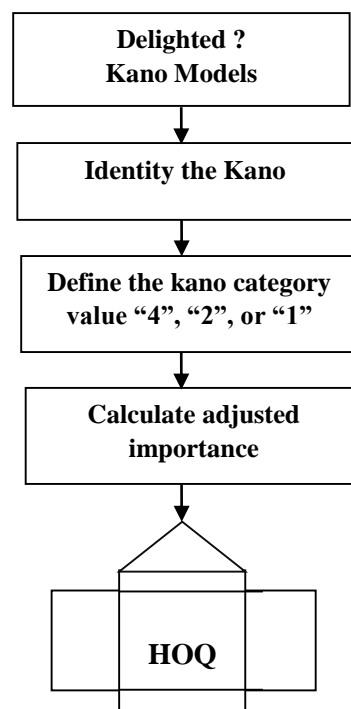 Delighted ?
Kano Models
Identity the Kano
Define the kano category
value “4”, “2”, or “1”
Calculate adjusted
importance
HOQ